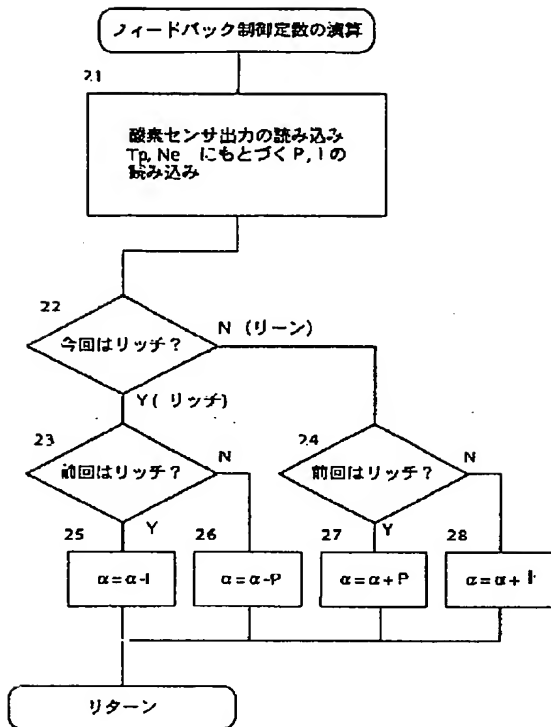 フィードバック制御定数の演算
21
酸素センサ出力の読み込み
Tp, Ne にもとづく P, I の
読み込み
22
今回はリッチ？
N （リーン）
Y( リッチ)
23
前回はリッチ？
N
Y
24
前回はリッチ？
N
Y
25
α=α-I
26
α=α-P
27
α=α+P
28
α=α+I
リターン